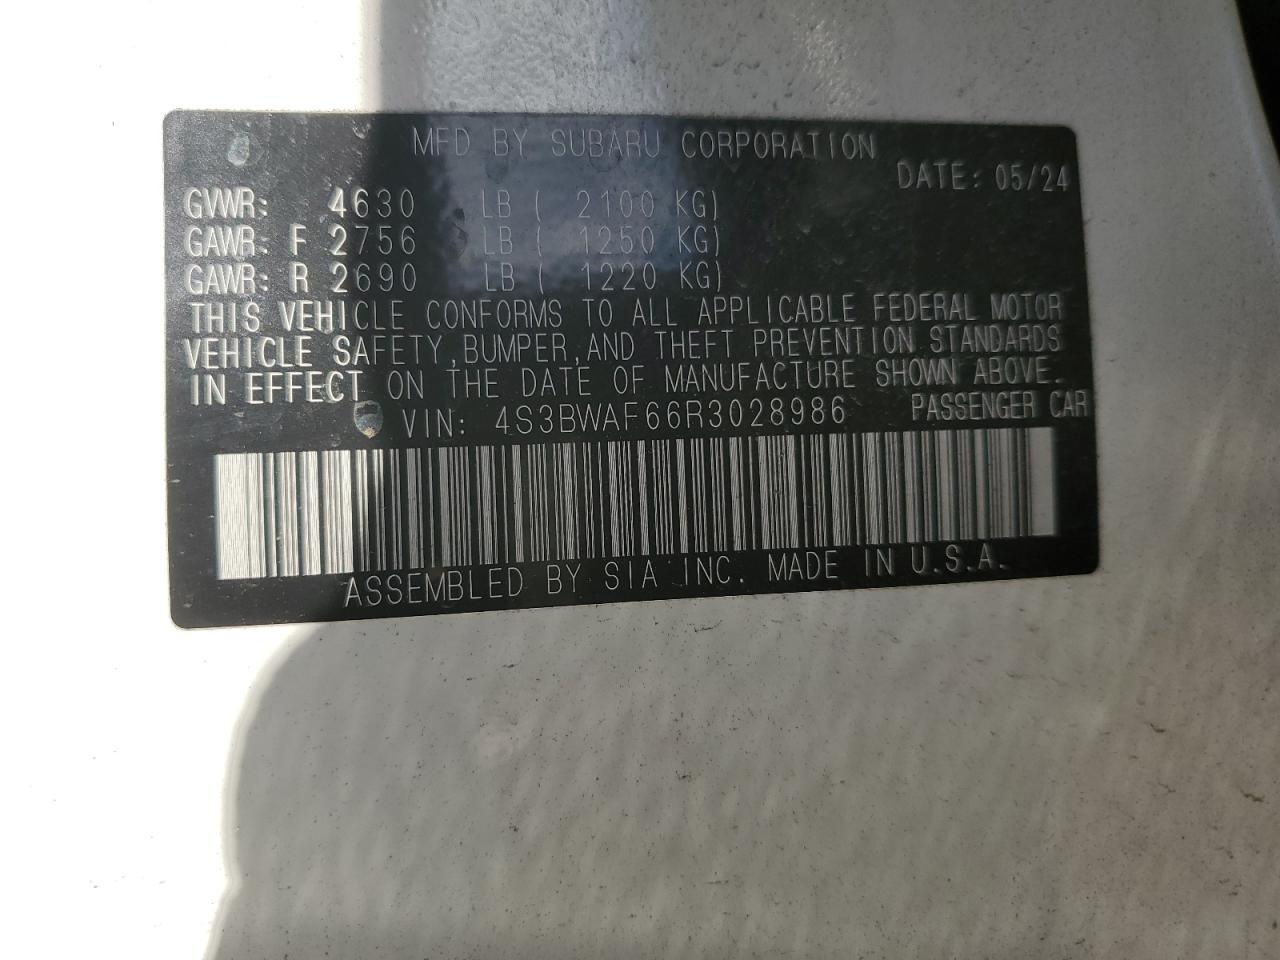 MFD BY SUBARU CORPORATION
DATE: 05/24
GVWR: 4630 LB ( 2100 KG)
GAWR: F 2756 LB ( 1250 KG)
GAWR: R 2690 LB ( 1220 KG)
THIS VEHICLE CONFORMS TO ALL APPLICABLE FEDERAL MOTOR
VEHICLE SAFETY, BUMPER, AND THEFT PREVENTION STANDARDS
IN EFFECT ON THE DATE OF MANUFACTURE SHOWN ABOVE.
VIN: 4S3BWAF66R3028986 PASSENGER CAR
ASSEMBLED BY SIA INC. MADE IN U.S.A.